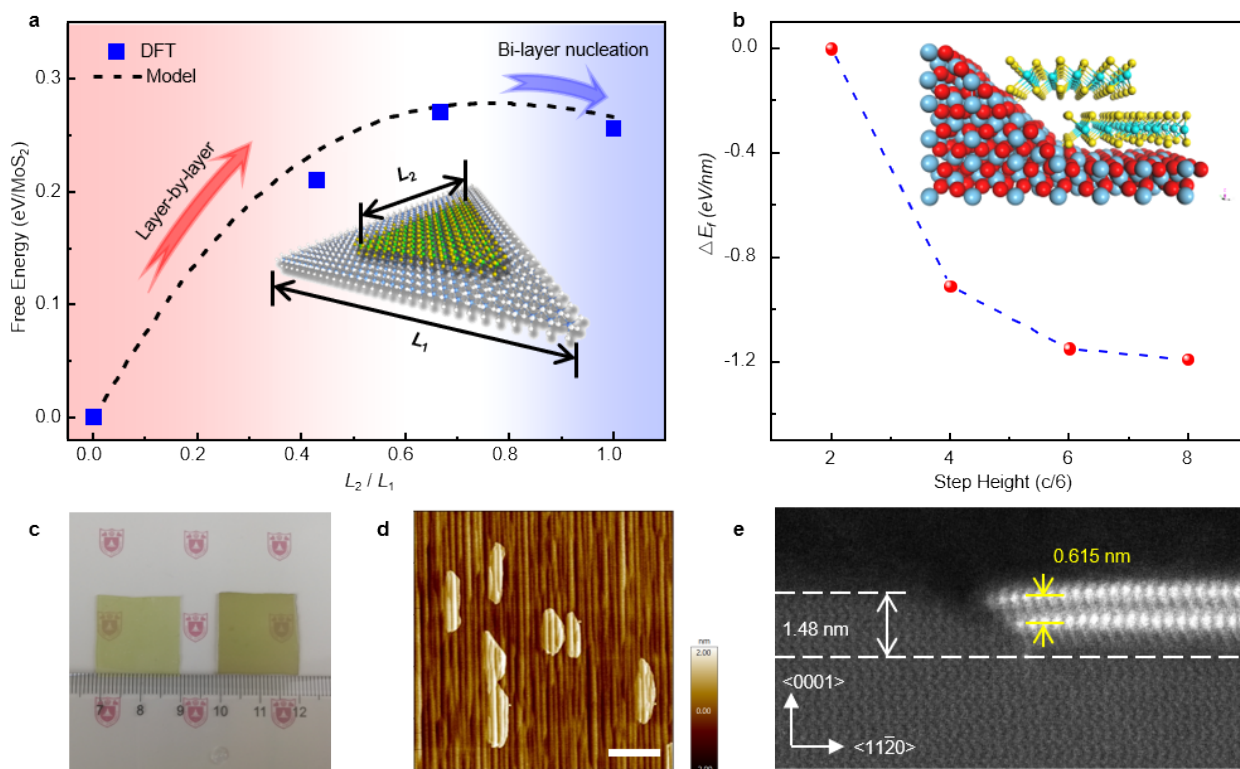 a
DFT
Model
Layer-by-layer
Bi-layer nucleation
L₂
L₁
Free Energy (eV/MoS₂)
0.3
0.2
0.1
0.0
0.0 0.2 0.4 0.6 0.8 1.0
L₂ / L₁
b
0.0
-0.4
-0.8
-1.2
△ E_f (eV/nm)
2 4 6 8
Step Height (c/6)
c
7 8 9 10 11 12
d
nm
2.00
0.00
e
0.615 nm
1.48 nm
<0001>
<112̅0>